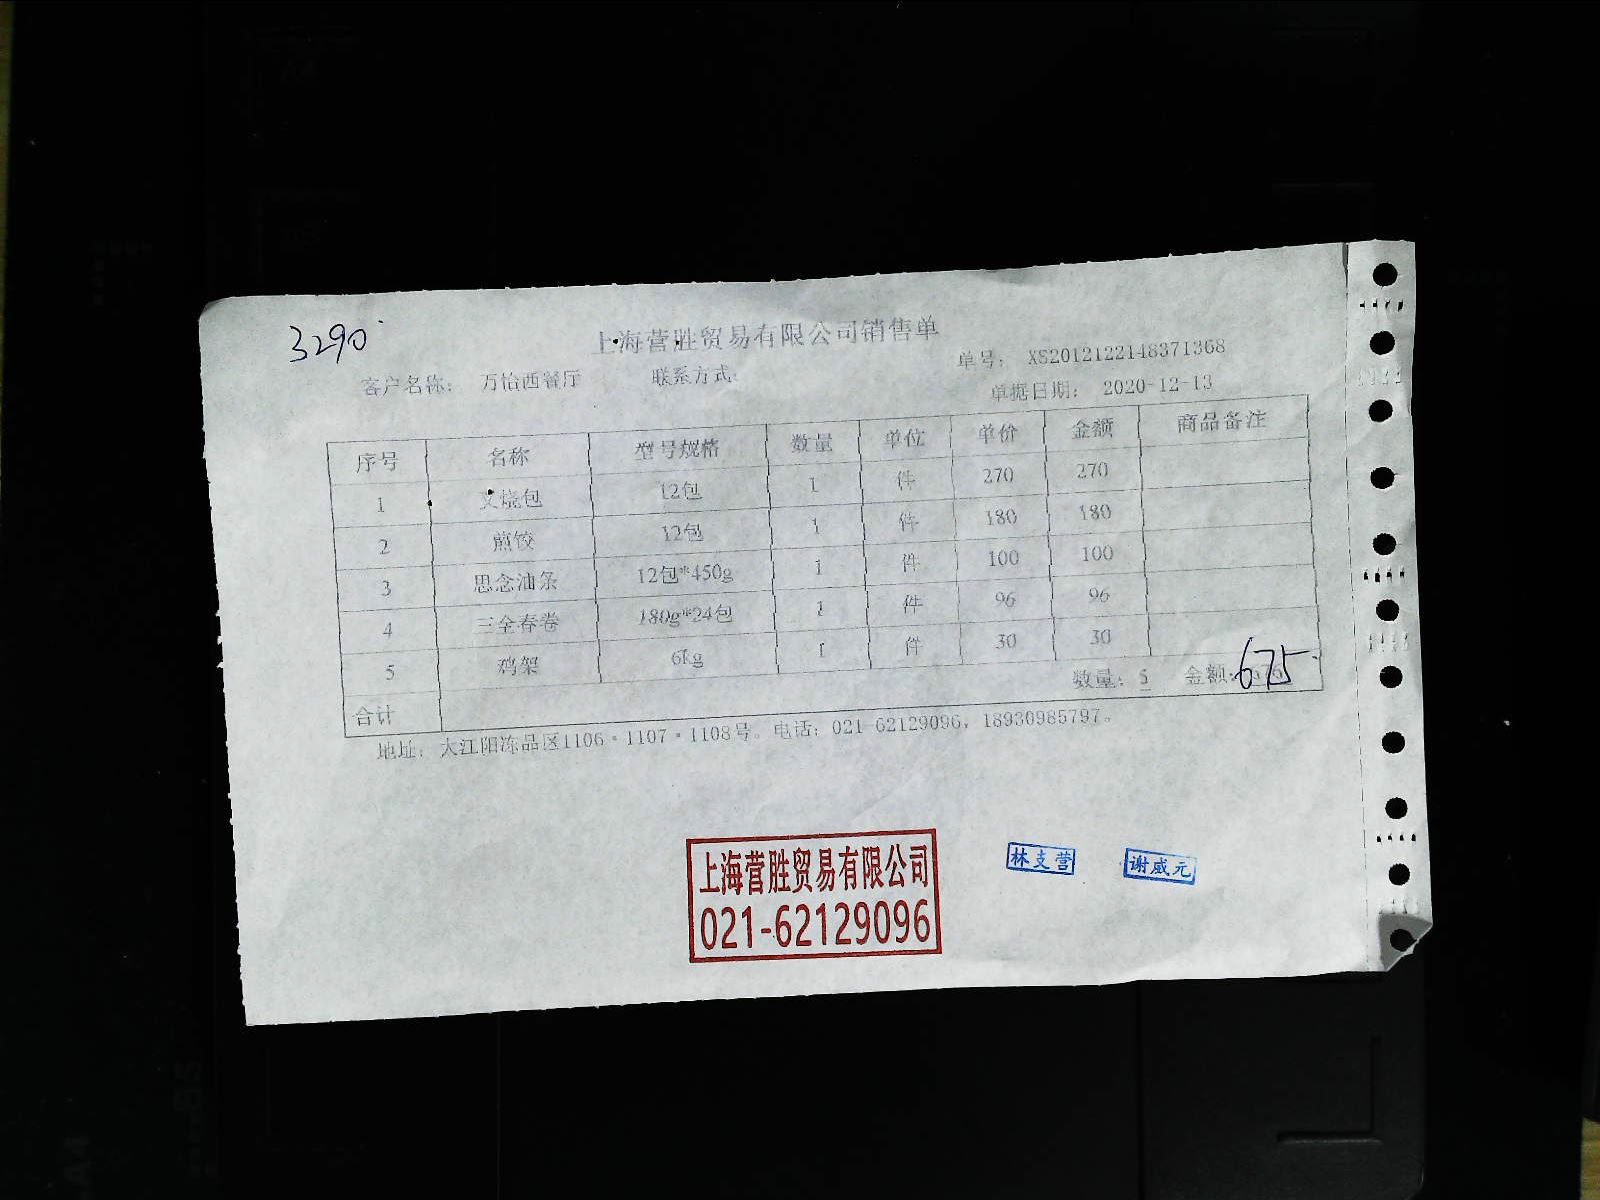 3290
上海营胜贸易有限公司销售单
单号： XS2012122148371368
客户名称： 万怡西餐厅 联系方式：
单据日期： 2020-12-13
序号 名称 型号规格 数量 单位 单价 金额 商品备注
1 叉烧包 12包 1 件 270 270
2 煎饺 12包 1 件 180 180
3 思念油条 12包*450g 1 件 100 100
4 三全春卷 180g*24包 1 件 96 96
5 鸡架 6kg 1 件 30 30
合计 数量：5 金额：675
地址：大江阳冻品区1106·1107·1108号。电话：021-62129096，18930985797。
上海营胜贸易有限公司
021-62129096
林支营
谢威元